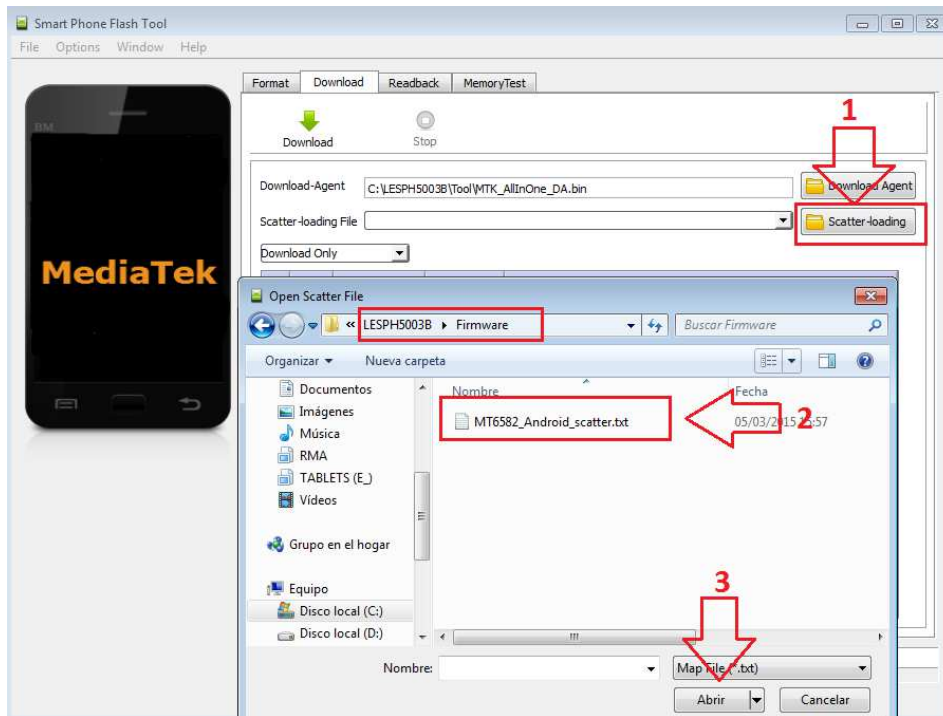 Smart Phone Flash Tool
File Options Window Help
Format Download Readback MemoryTest
1
BM
Download Stop
Download-Agent C:\LESPH5003B\Tool\MTK_AllInOne_DA.bin Download Agent
Scatter-loading File Scatter-loading
Download Only
MediaTek
Open Scatter File
« LESPH5003B Firmware Buscar Firmware
Organizar Nueva carpeta
Documentos
Imágenes
Música
RMA
TABLETS (E_)
Vídeos
Grupo en el hogar
Equipo
Disco local (C:)
Disco local (D:)
Nombre Fecha
MT6582_Android_scatter.txt 05/03/2015 15:57
2
3
Nombre: Map File (*.txt)
Abrir Cancelar